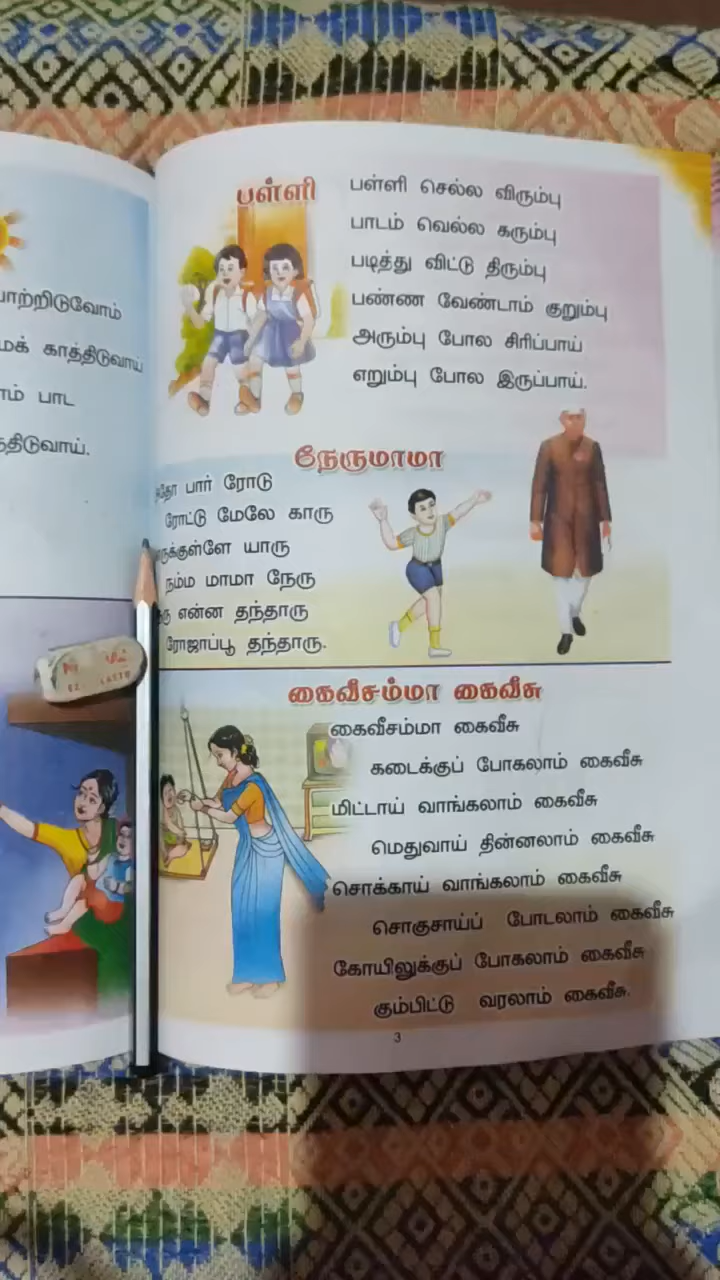 காத்திடுவாய்
பாட
பள்ளி
பள்ளி செல்ல விரும்பு
பாடம் வெல்ல கரும்பு
படித்து விட்டு திரும்பு
பண்ண வேண்டாம் குறும்பு
அரும்பு போல சிரிப்பாய்
எறும்பு போல இருப்பாய்.
நேருமாமா
பார் ரோடு
ரோட்டு மேலே காரு
யாரு
நம்ம மாமா நேரு
என்ன தந்தாரு
ரோஜாப்பூ தந்தாரு.
கைவீசம்மா கைவீசு
கைவீசம்மா கைவீசு
கடைக்குப் போகலாம் கைவீசு
மிட்டாய் வாங்கலாம் கைவீசு
மெதுவாய் தின்னலாம் கைவீசு
சொக்காய் வாங்கலாம் கைவீசு
சொகுசாய்ப் போடலாம் கைவீசு
கோயிலுக்குப் போகலாம் கைவீசு
கும்பிட்டு வரலாம் கைவீசு.
3